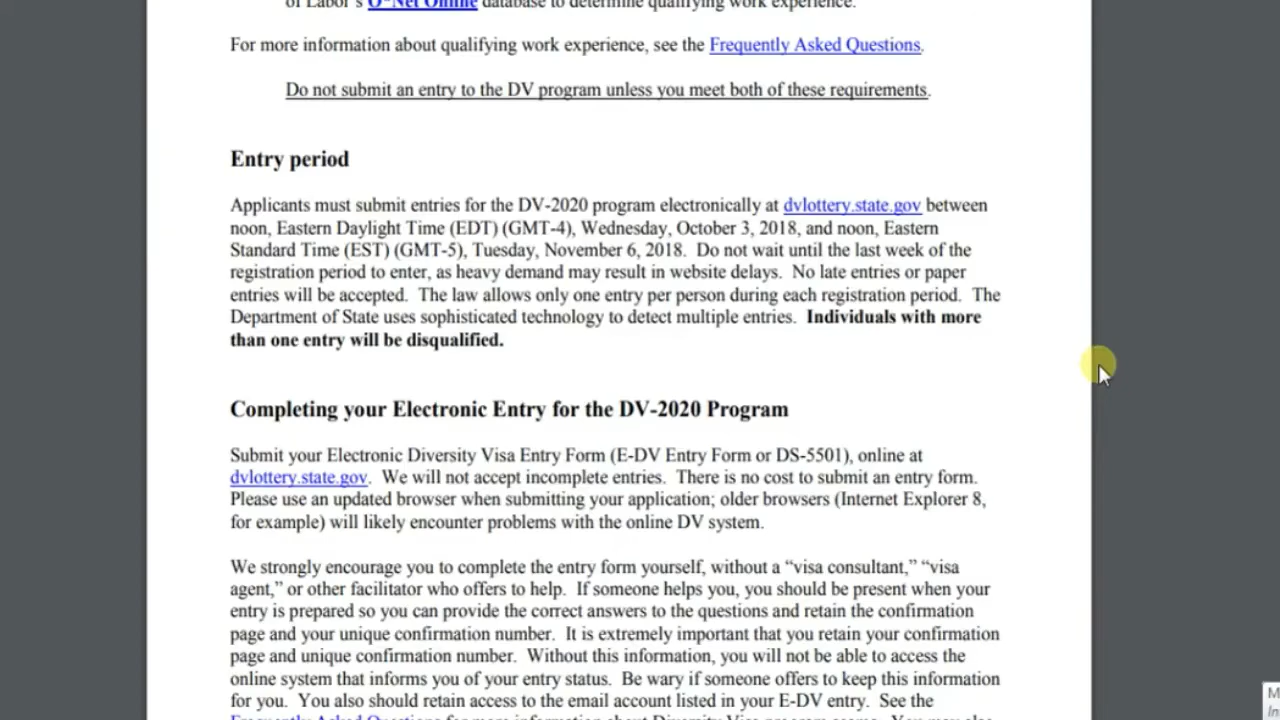 of Labor's O*Net Online database to determine qualifying work experience.
For more information about qualifying work experience, see the Frequently Asked Questions.
Do not submit an entry to the DV program unless you meet both of these requirements.
Entry period
Applicants must submit entries for the DV-2020 program electronically at dvlottery.state.gov between
noon, Eastern Daylight Time (EDT) (GMT-4), Wednesday, October 3, 2018, and noon, Eastern
Standard Time (EST) (GMT-5), Tuesday, November 6, 2018.  Do not wait until the last week of the
registration period to enter, as heavy demand may result in website delays.  No late entries or paper
entries will be accepted.  The law allows only one entry per person during each registration period.  The
Department of State uses sophisticated technology to detect multiple entries.  Individuals with more
than one entry will be disqualified.
Completing your Electronic Entry for the DV-2020 Program
Submit your Electronic Diversity Visa Entry Form (E-DV Entry Form or DS-5501), online at
dvlottery.state.gov.  We will not accept incomplete entries.  There is no cost to submit an entry form.
Please use an updated browser when submitting your application; older browsers (Internet Explorer 8,
for example) will likely encounter problems with the online DV system.
We strongly encourage you to complete the entry form yourself, without a “visa consultant,” “visa
agent,” or other facilitator who offers to help.  If someone helps you, you should be present when your
entry is prepared so you can provide the correct answers to the questions and retain the confirmation
page and your unique confirmation number.  It is extremely important that you retain your confirmation
page and unique confirmation number.  Without this information, you will not be able to access the
online system that informs you of your entry status.  Be wary if someone offers to keep this information
for you.  You also should retain access to the email account listed in your E-DV entry.  See the
Frequently Asked Questions for more information about Diversity Visa program scams.  You may also